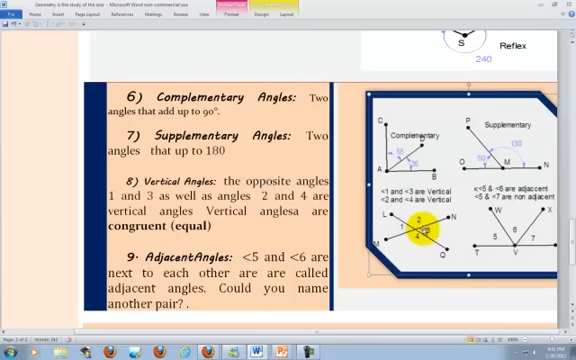 Geometry is the study of the size - Microsoft Word non-commercial use
File Home Insert Page Layout References Mailings Review View Format Design Layout
S Reflex
240
6) Complementary Angles: Two
angles that add up to 90°.
7) Supplementary Angles: Two
angles that up to 180
8) Vertical Angles: the opposite angles
1 and 3 as well as angles 2 and 4 are
vertical angles Vertical anglesa are
congruent (equal)
9. AdjacentAngles: <5 and <6 are
next to each other are are called
adjacent angles. Could you name
another pair? .
C Complementary
55
35
A B
P Supplementary
50 130
O M N
<1 and <3 are Vertical
<2 and <4 are Vertical
<5 & <6 are adjaccent
<5 & <7 are non adjacent
L N
1 2
4
M Q
W X
5 6 7
T V